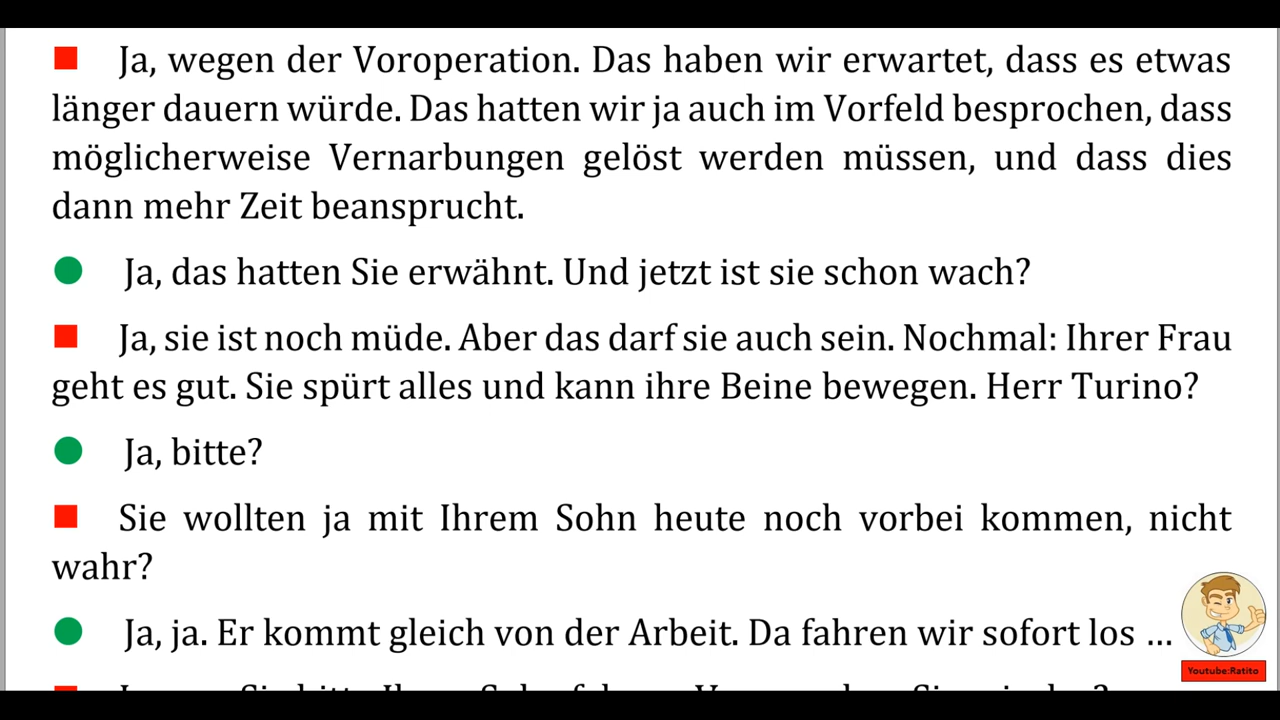 Ja, wegen der Voroperation. Das haben wir erwartet, dass es etwas
länger dauern würde. Das hatten wir ja auch im Vorfeld besprochen, dass
möglicherweise Vernarbungen gelöst werden müssen, und dass dies
dann mehr Zeit beansprucht.
Ja, das hatten Sie erwähnt. Und jetzt ist sie schon wach?
Ja, sie ist noch müde. Aber das darf sie auch sein. Nochmal: Ihrer Frau
geht es gut. Sie spürt alles und kann ihre Beine bewegen. Herr Turino?
Ja, bitte?
Sie wollten ja mit Ihrem Sohn heute noch vorbei kommen, nicht
wahr?
Ja, ja. Er kommt gleich von der Arbeit. Da fahren wir sofort los ...
Youtube:Ratito